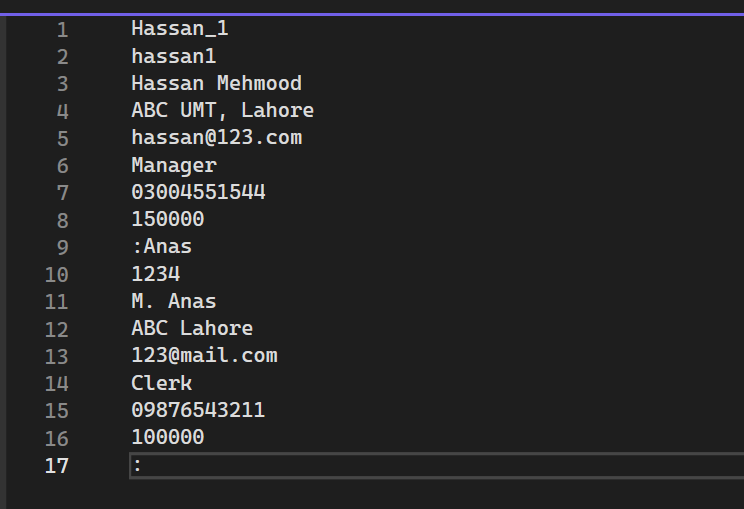 1 Hassan_1
2 hassan1
3 Hassan Mehmood
4 ABC UMT, Lahore
5 hassan@123.com
6 Manager
7 03004551544
8 150000
9 :Anas
10 1234
11 M. Anas
12 ABC Lahore
13 123@mail.com
14 Clerk
15 09876543211
16 100000
17 :